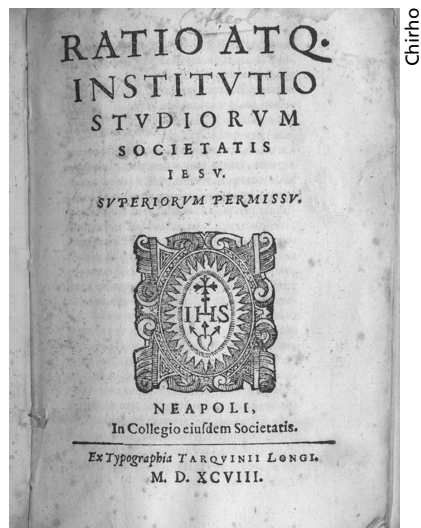 RATIO ATQ.
INSTITVTIO
STVDIORVM
SOCIETATIS
IESV.
SVPERIORVM PERMISSV.
IHS
NEAPOLI,
In Collegio eiuſdem Societatis.
Ex Typographia TARQVINII LONGI.
M. D. XCVIII.
Chirho